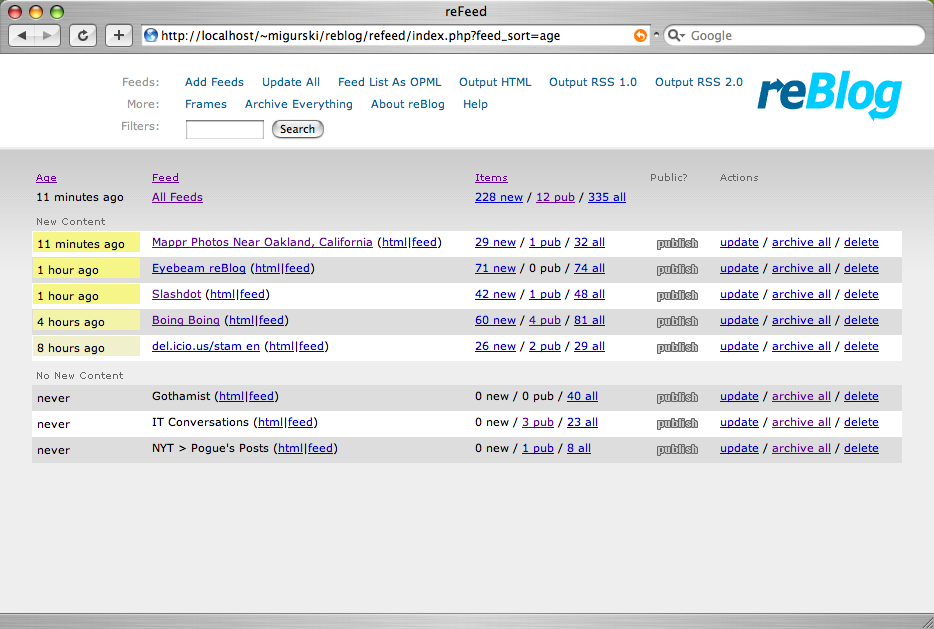 reFeed
http://localhost/~migurski/reblog/refeed/index.php?feed_sort=age
Google
Feeds: Add Feeds Update All Feed List As OPML Output HTML Output RSS 1.0 Output RSS 2.0
More: Frames Archive Everything About reBlog Help
Filters: Search
reBlog
Age Feed Items Public? Actions
11 minutes ago All Feeds 228 new / 12 pub / 335 all
New Content
11 minutes ago Mappr Photos Near Oakland, California (html|feed) 29 new / 1 pub / 32 all publish update / archive all / delete
1 hour ago Eyebeam reBlog (html|feed) 71 new / 0 pub / 74 all publish update / archive all / delete
1 hour ago Slashdot (html|feed) 42 new / 1 pub / 48 all publish update / archive all / delete
4 hours ago Boing Boing (html|feed) 60 new / 4 pub / 81 all publish update / archive all / delete
8 hours ago del.icio.us/stam en (html|feed) 26 new / 2 pub / 29 all publish update / archive all / delete
No New Content
never Gothamist (html|feed) 0 new / 0 pub / 40 all publish update / archive all / delete
never IT Conversations (html|feed) 0 new / 3 pub / 23 all publish update / archive all / delete
never NYT > Pogue's Posts (html|feed) 0 new / 1 pub / 8 all publish update / archive all / delete